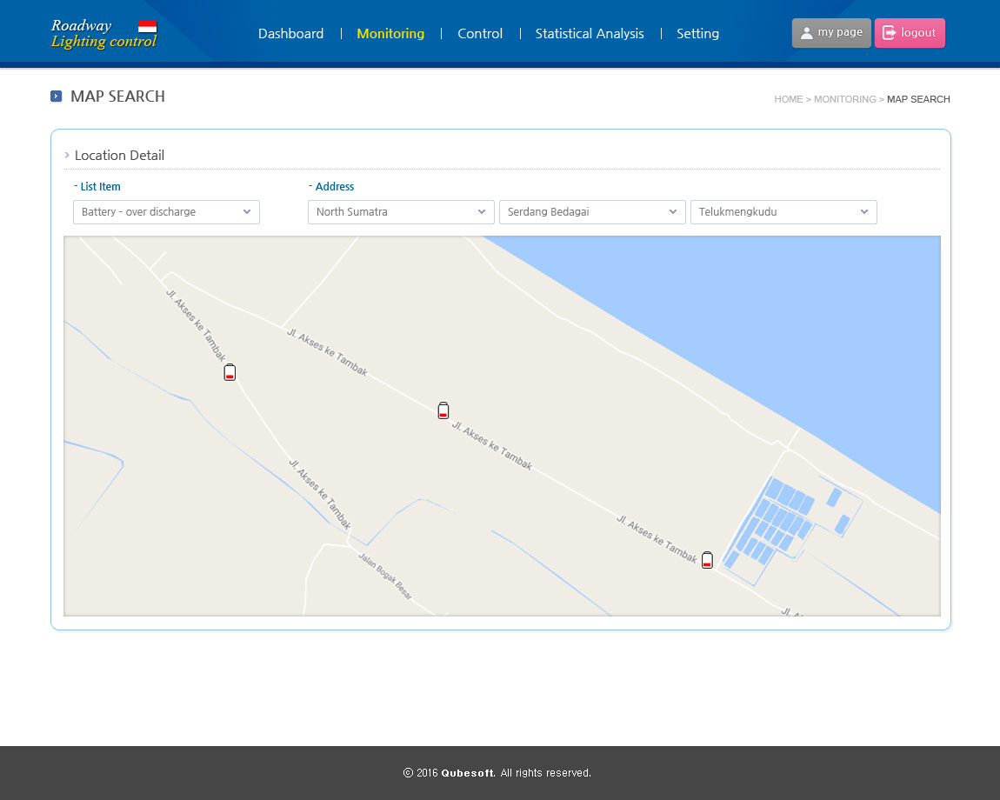 Roadway
Lighting control
Dashboard
Monitoring
Control
Statistical Analysis
Setting
my page
logout
MAP SEARCH
HOME > MONITORING > MAP SEARCH
Location Detail
- List Item
- Address
Battery - over discharge
North Sumatra
Serdang Bedagai
Telukmengkudu
Jl. Akses ke Tambak
Jl. Akses ke Tambak
Jl. Akses ke Tambak
Jl. Akses ke Tambak
Jl. Akses ke Tambak
Jalan Bogak Besar
Jl. A
© 2016 Qubesoft. All rights reserved.